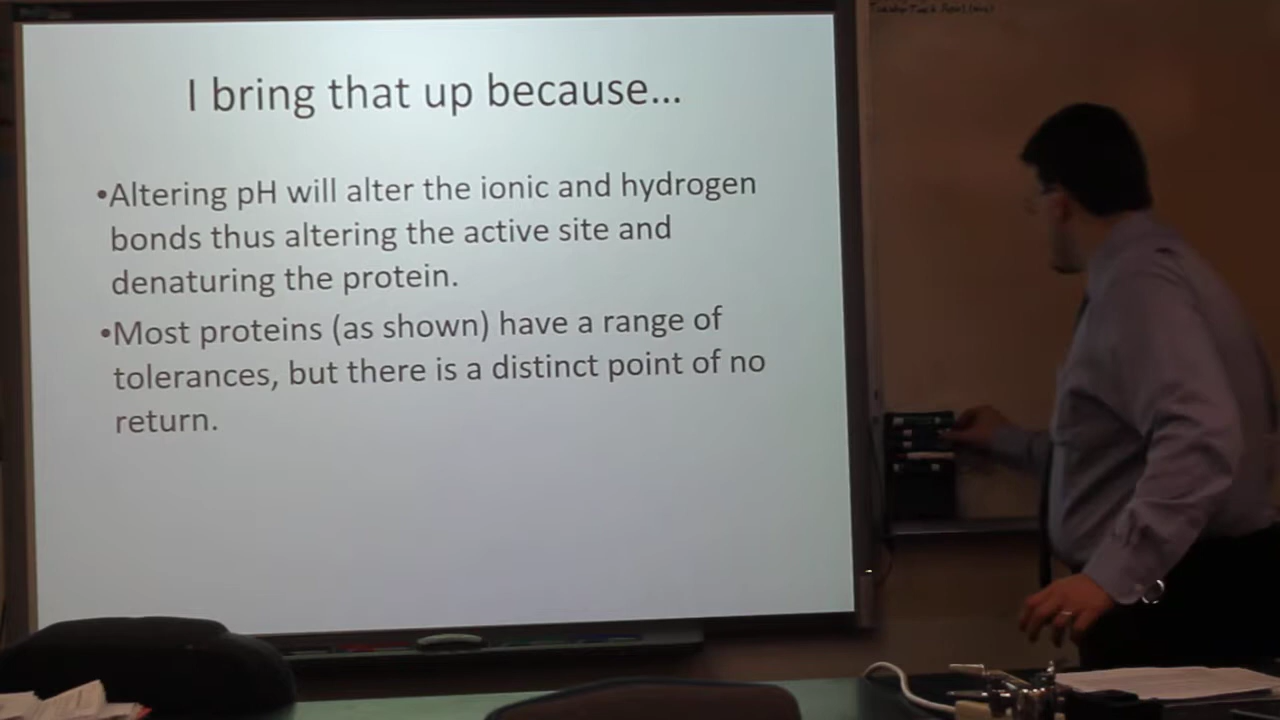 I bring that up because...
•Altering pH will alter the ionic and hydrogen
bonds thus altering the active site and
denaturing the protein.
•Most proteins (as shown) have a range of
tolerances, but there is a distinct point of no
return.